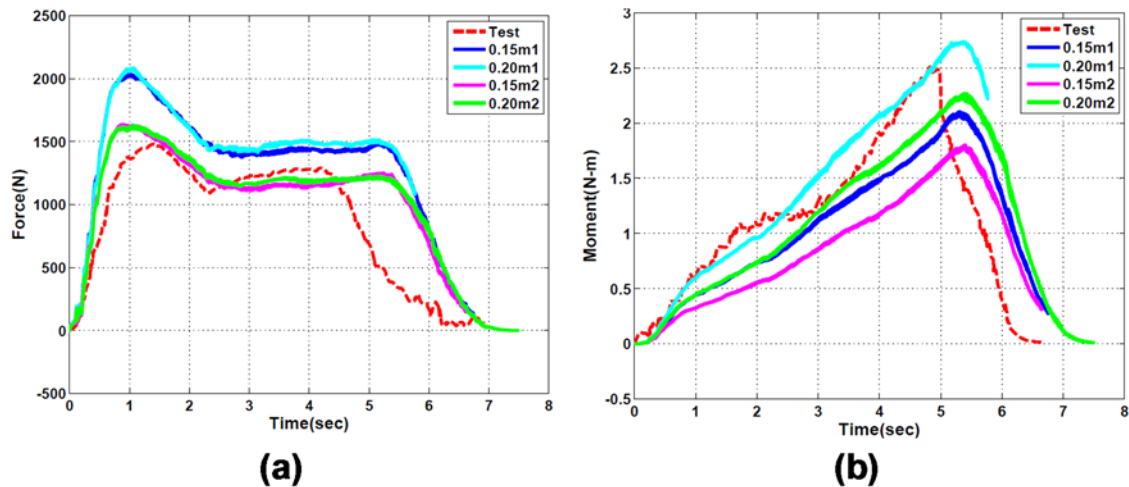 2500
2000
1500
1000
500
0
-500
Force(N)
Test
0.15m1
0.20m1
0.15m2
0.20m2
0 1 2 3 4 5 6 7 8
Time(sec)
(a)
3
2.5
2
1.5
1
0.5
0
-0.5
Moment(N-m)
Test
0.15m1
0.20m1
0.15m2
0.20m2
0 1 2 3 4 5 6 7 8
Time(sec)
(b)